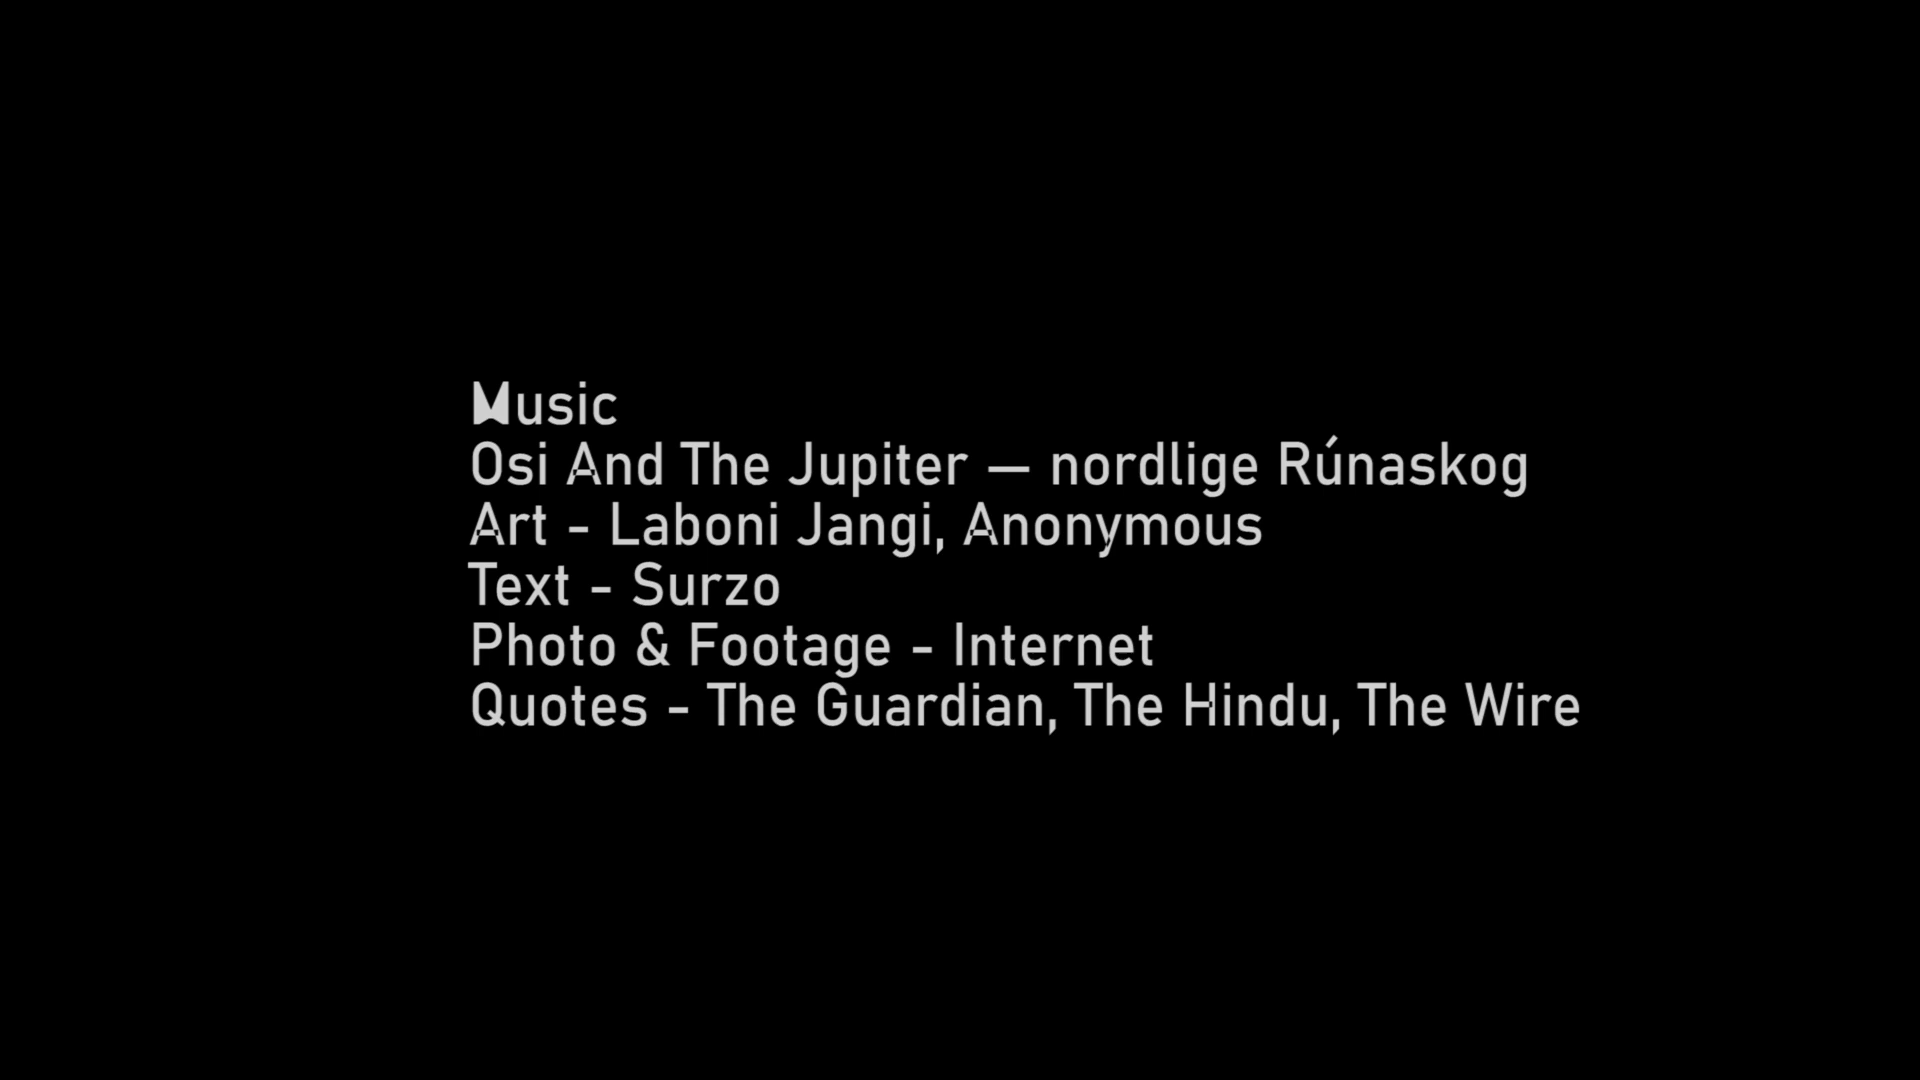 Music
Osi And The Jupiter — nordlige Rúnaskog
Art - Laboni Jangi, Anonymous
Text - Surzo
Photo & Footage - Internet
Quotes - The Guardian, The Hindu, The Wire